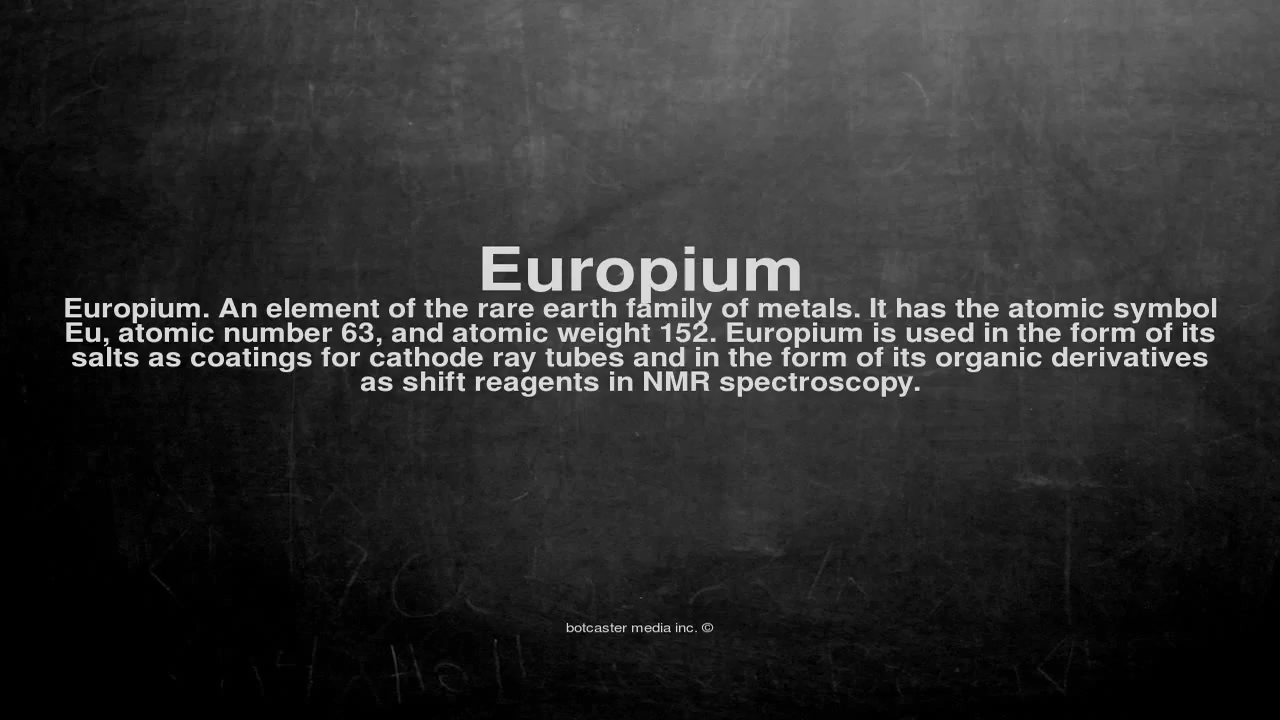 Europium
Europium. An element of the rare earth family of metals. It has the atomic symbol
Eu, atomic number 63, and atomic weight 152. Europium is used in the form of its
salts as coatings for cathode ray tubes and in the form of its organic derivatives
as shift reagents in NMR spectroscopy.
botcaster media inc. ©